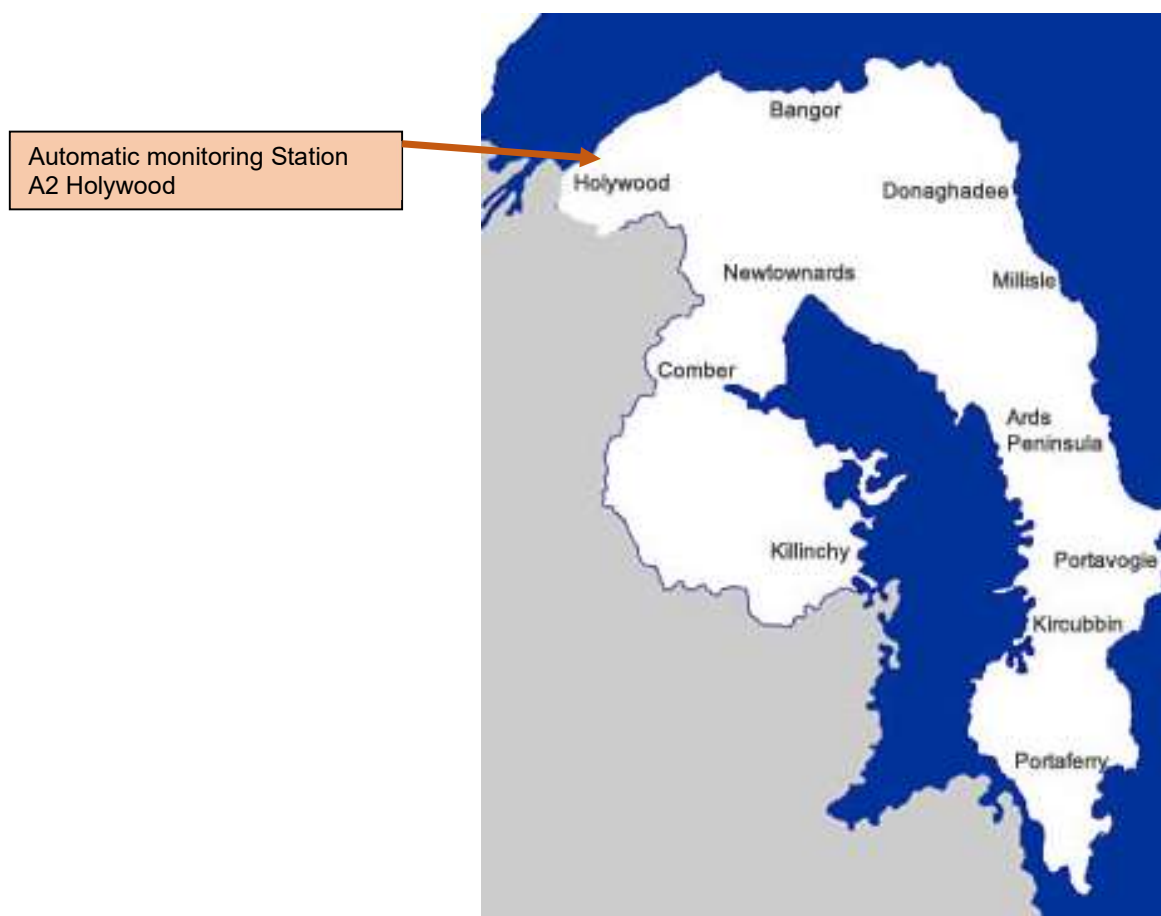 Automatic monitoring Station
A2 Holywood
Bangor
Holywood
Donaghadee
Newtownards
Millisle
Comber
Ards
Peninsula
Killinchy
Portavogie
Kircubbin
Portaferry